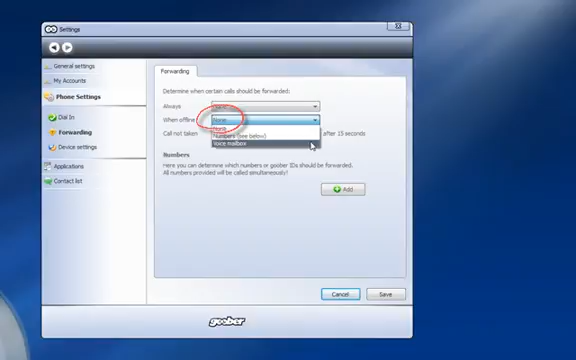 Settings
General settings
My Accounts
Phone Settings
Dial In
Forwarding
Device settings
Applications
Contact list
Forwarding
Determine when certain calls should be forwarded:
Always
When offline
None
None
Numbers (see below)
Voice mailbox
Call not taken
after 15 seconds
Numbers
Here you can determine which numbers or goober IDs should be forwarded.
All numbers provided will be called simultaneously!
Add
Cancel
Save
goober